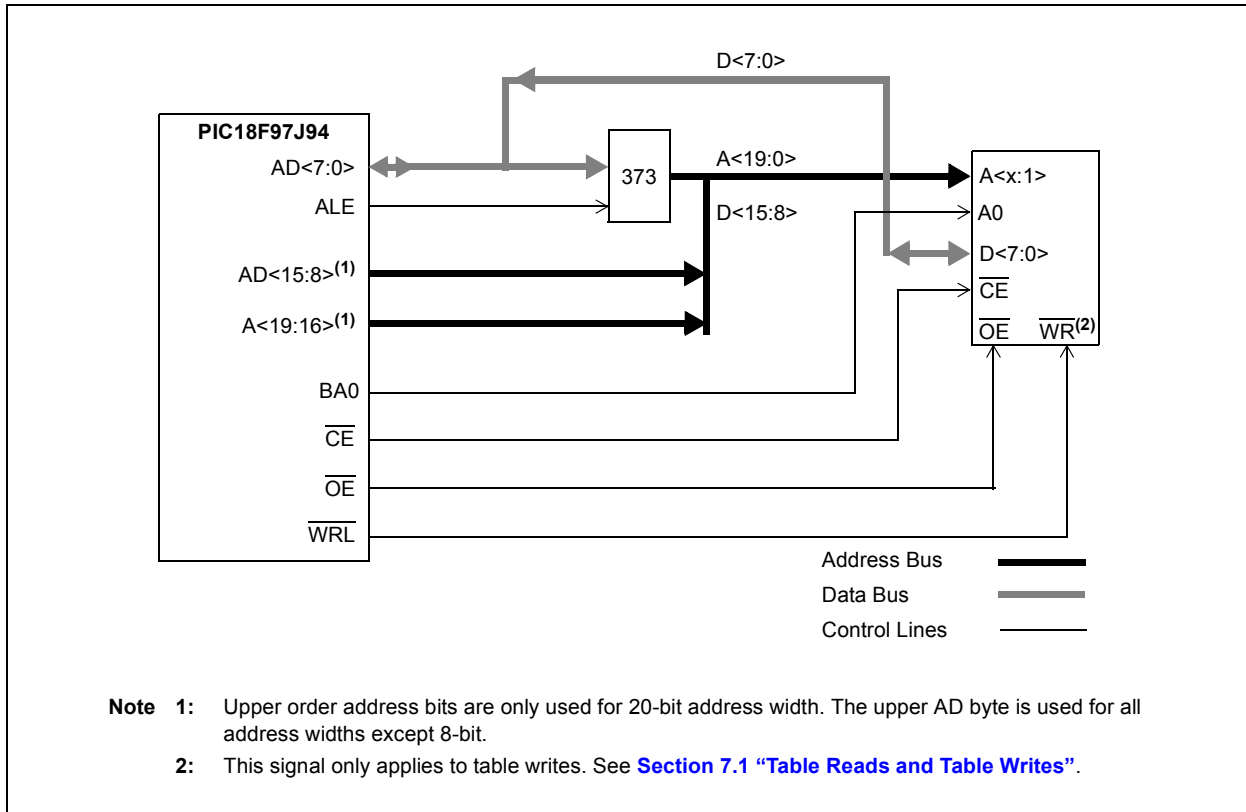 D<7:0>
PIC18F97J94
AD<7:0>
373
A<19:0>
A<x:1>
ALE
D<15:8>
A0
D<7:0>
AD<15:8>(1)
CE
A<19:16>(1)
OE WR(2)
BA0
CE
OE
WRL
Address Bus
Data Bus
Control Lines
Note 1: Upper order address bits are only used for 20-bit address width. The upper AD byte is used for all
address widths except 8-bit.
2: This signal only applies to table writes. See Section 7.1 “Table Reads and Table Writes”.